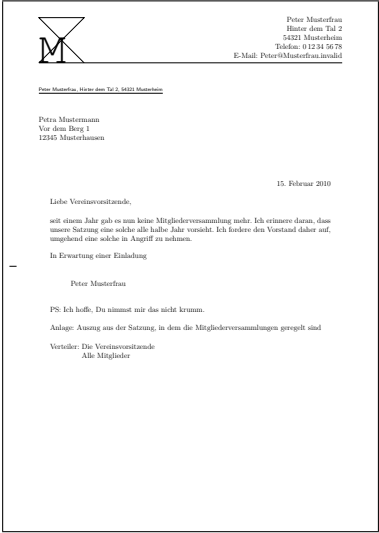 M
Peter Musterfrau
Hinter dem Tal 2
54321 Musterheim
Telefon: 0 12 34 56 78
E-Mail: Peter@Musterfrau.invalid
Peter Musterfrau, Hinter dem Tal 2, 54321 Musterheim
Petra Mustermann
Vor dem Berg 1
12345 Musterhausen
15. Februar 2010
Liebe Vereinsvorsitzende,
seit einem Jahr gab es nun keine Mitgliederversammlung mehr. Ich erinnere daran, dass
unsere Satzung eine solche alle halbe Jahr vorsieht. Ich fordere den Vorstand daher auf,
umgehend eine solche in Angriff zu nehmen.
In Erwartung einer Einladung
Peter Musterfrau
PS: Ich hoffe, Du nimmst mir das nicht krumm.
Anlage: Auszug aus der Satzung, in dem die Mitgliederversammlungen geregelt sind
Verteiler: Die Vereinsvorsitzende
Alle Mitglieder